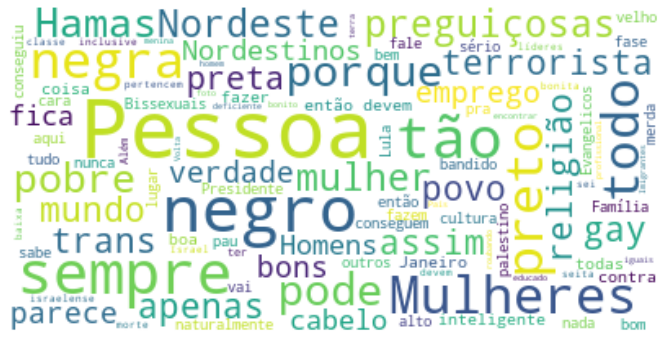 Hamas Nordeste preguiçosas velho
classe inclusive menina terra líderes
conseguiu negra Nordestinos bem fale sério fase
preta porque terrorista
coisa homem pertencem
fica cara Bissexuais fazer então devem emprego pra merda
foto deficiente bonito bonita encontrar
aqui Pessoa tão preto todo
tudo nunca Além Volta Lula religião Evangelicos
pobre lugar verdade mulher bandido povo sei Imigrantes
Presidente conseguem
mundo negro então fazem cultura palestino Família gay
baixa trans boa pau Homens assim
sabe Israel ter vai outros Janeiro seita todas contra
sempre bons pode Mulheres educado iguais
israelense devem
parece apenas cabelo alto inteligente nada bom
morte naturalmente